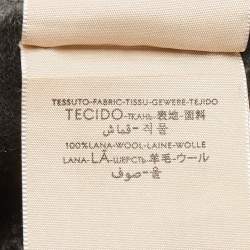 TESSUTO-FABRIC-TISSU-GEWEBE-TEJIDO
TECIDO-ТКАНЬ-表地-面料
직물-قماش-
100%LANA-WOOL-LAINE-WOLLE
LANA-LÃ-ШЕРСТЬ-羊毛-ウール
울-صوف-